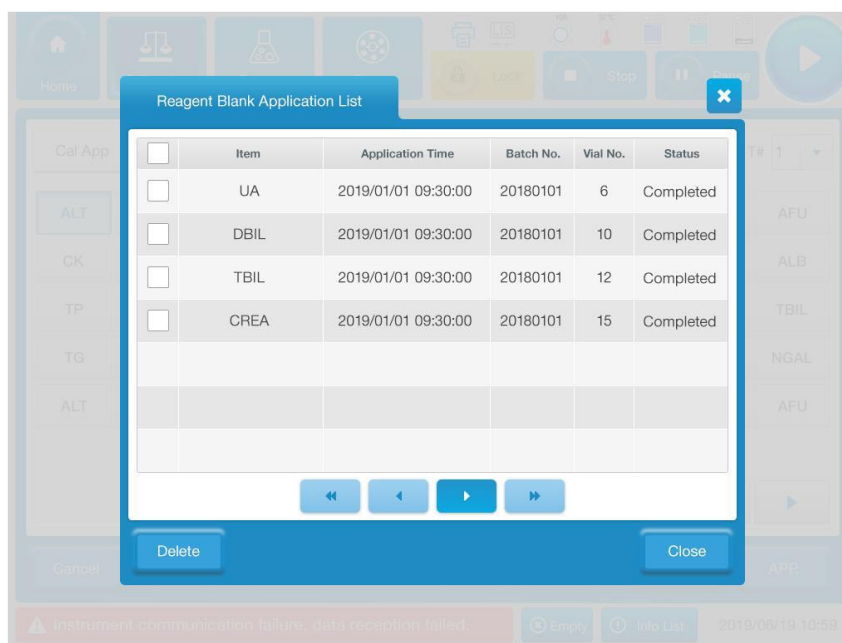 LIS
Home
Lock
Stop
Pause
Reagent Blank Application List
Cal App
T# 1
Item Application Time Batch No. Vial No. Status
UA 2019/01/01 09:30:00 20180101 6 Completed
DBIL 2019/01/01 09:30:00 20180101 10 Completed
TBIL 2019/01/01 09:30:00 20180101 12 Completed
CREA 2019/01/01 09:30:00 20180101 15 Completed
ALT AFU
CK ALB
TP TBIL
TG NGAL
ALT AFU
Delete Close
Cancel APP.
Instrument communication failure, data reception failed. Empty Info List 2019/06/19 10:59